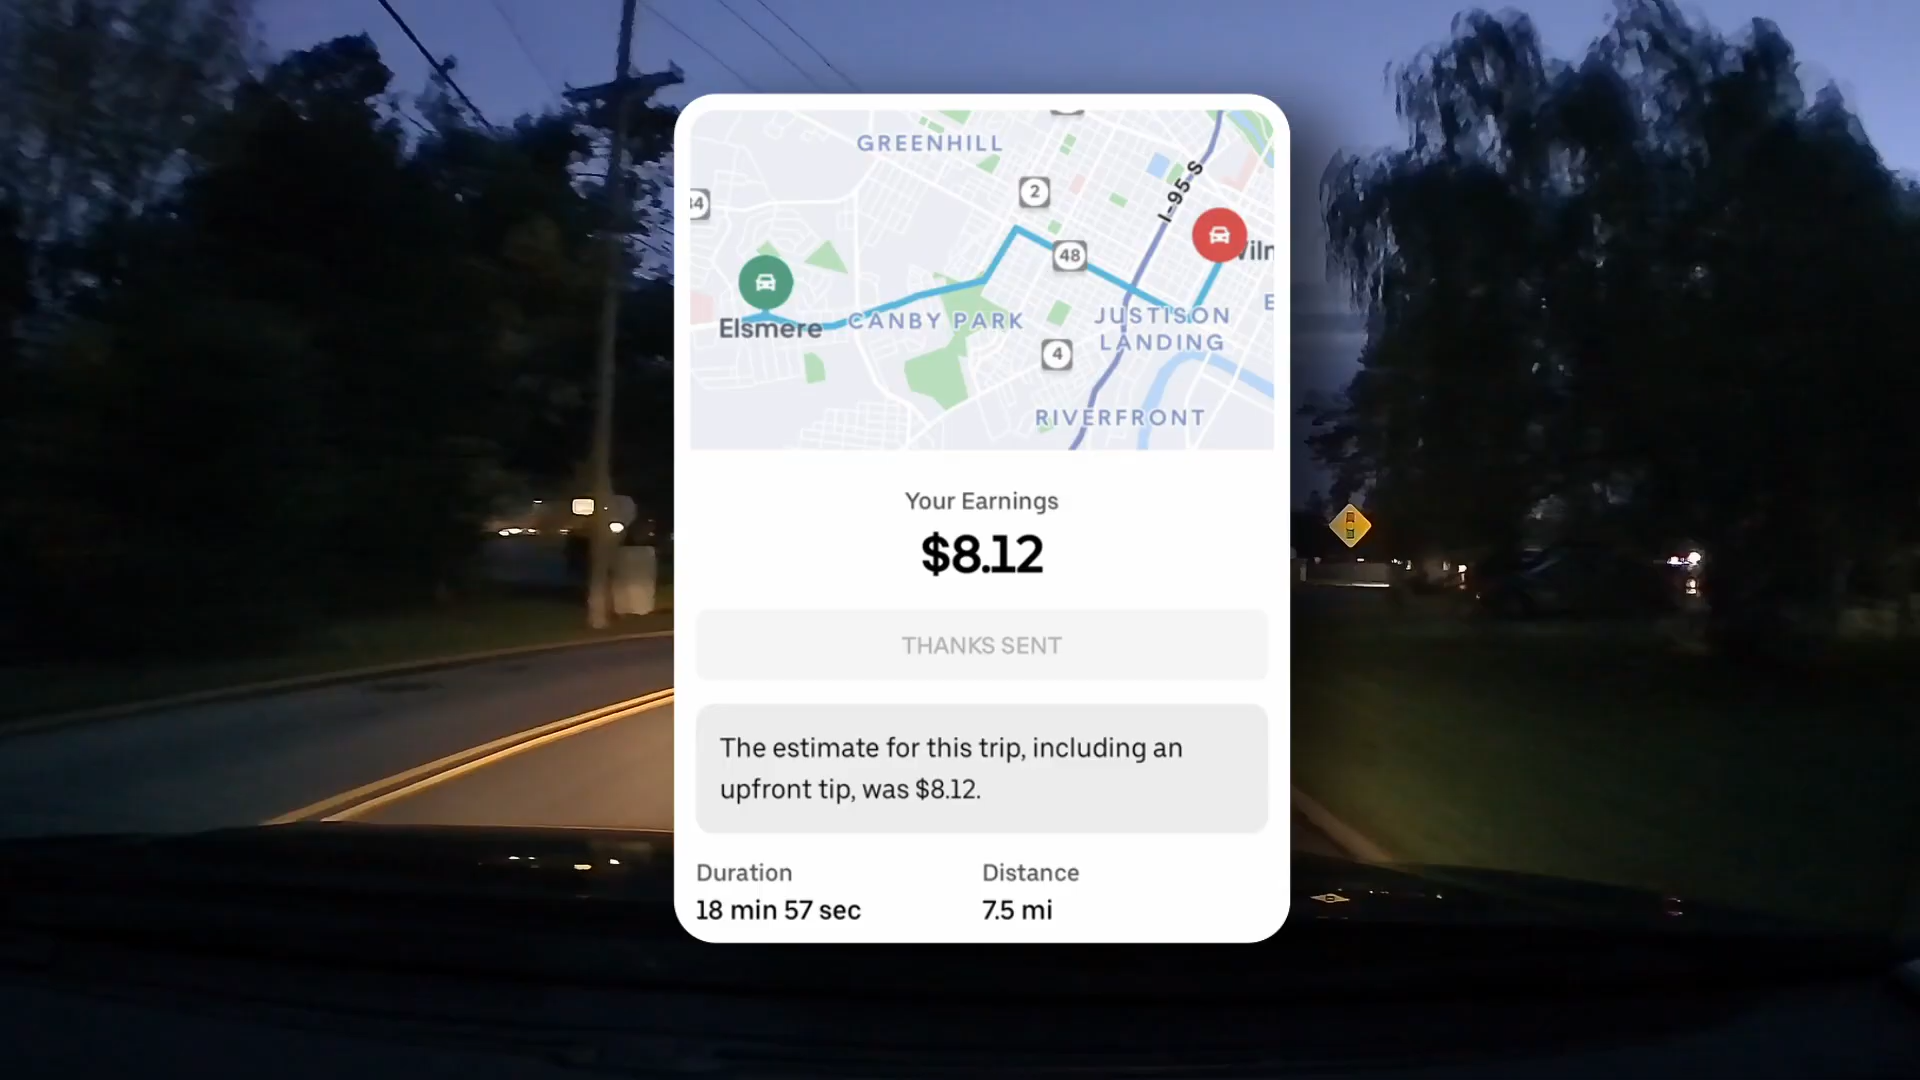 GREENHILL
2
I-95 S
48
Elsmere
CANBY PARK
JUSTISON
LANDING
4
RIVERFRONT
Your Earnings
$8.12
THANKS SENT
The estimate for this trip, including an
upfront tip, was $8.12.
Duration
Distance
18 min 57 sec
7.5 mi